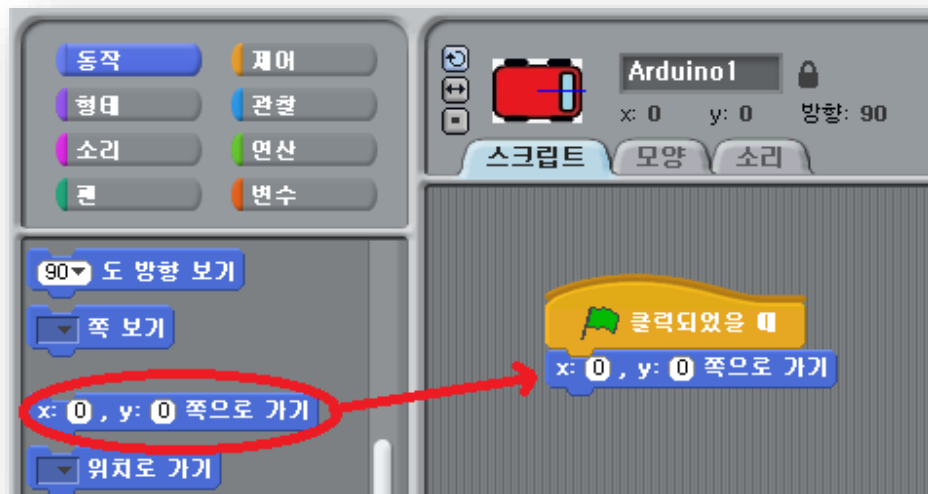 동작
제어
형태
관찰
소리
연산
펜
변수
90 도 방향 보기
쪽 보기
x: 0 , y: 0 쪽으로 가기
위치로 가기
Arduino1
x: 0 y: 0 방향: 90
스크립트 모양 소리
클릭되었을 때
x: 0 , y: 0 쪽으로 가기